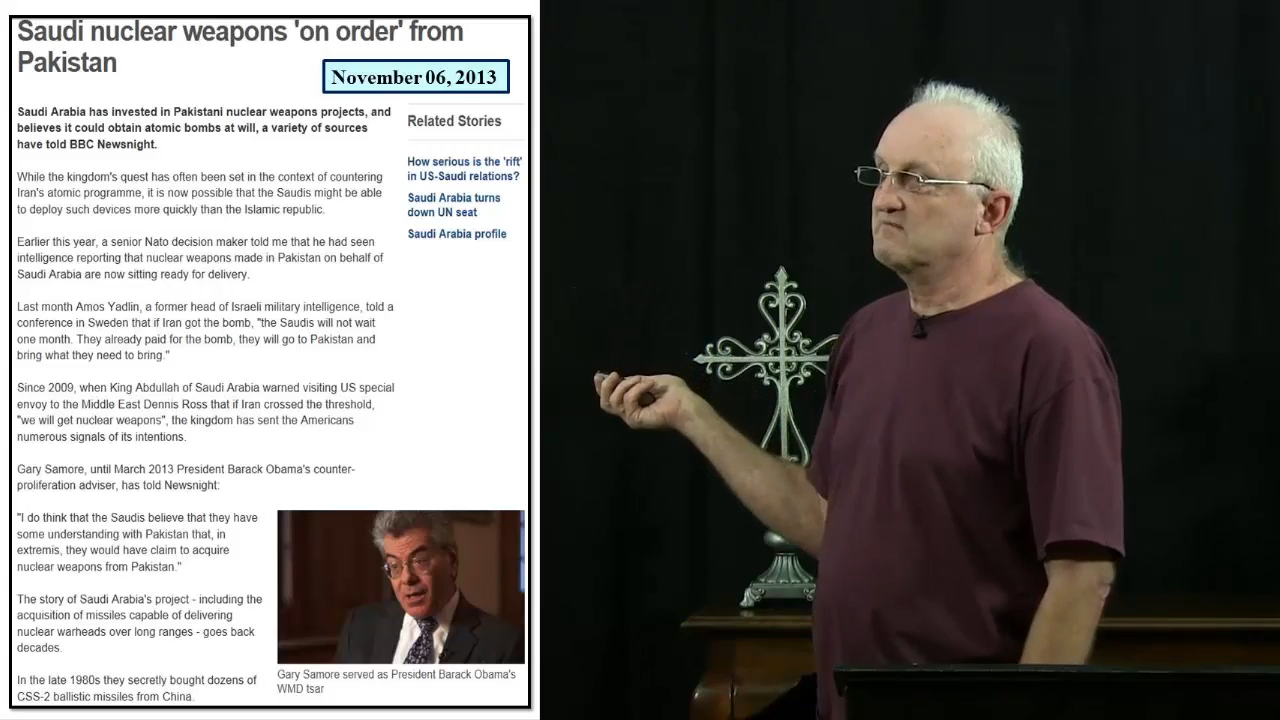 Saudi nuclear weapons 'on order' from
Pakistan
November 06, 2013
Saudi Arabia has invested in Pakistani nuclear weapons projects, and
believes it could obtain atomic bombs at will, a variety of sources
have told BBC Newsnight.
While the kingdom's quest has often been set in the context of countering
Iran's atomic programme, it is now possible that the Saudis might be able
to deploy such devices more quickly than the Islamic republic.
Earlier this year, a senior Nato decision maker told me that he had seen
intelligence reporting that nuclear weapons made in Pakistan on behalf of
Saudi Arabia are now sitting ready for delivery.
Last month Amos Yadlin, a former head of Israeli military intelligence, told a
conference in Sweden that if Iran got the bomb, "the Saudis will not wait
one month. They already paid for the bomb, they will go to Pakistan and
bring what they need to bring."
Since 2009, when King Abdullah of Saudi Arabia warned visiting US special
envoy to the Middle East Dennis Ross that if Iran crossed the threshold,
"we will get nuclear weapons", the kingdom has sent the Americans
numerous signals of its intentions.
Gary Samore, until March 2013 President Barack Obama's counter-
proliferation adviser, has told Newsnight:
"I do think that the Saudis believe that they have
some understanding with Pakistan that, in
extremis, they would have claim to acquire
nuclear weapons from Pakistan."
The story of Saudi Arabia's project - including the
acquisition of missiles capable of delivering
nuclear warheads over long ranges - goes back
decades.
In the late 1980s they secretly bought dozens of
CSS-2 ballistic missiles from China.
Related Stories
How serious is the 'rift'
in US-Saudi relations?
Saudi Arabia turns
down UN seat
Saudi Arabia profile
Gary Samore served as President Barack Obama's
WMD tsar